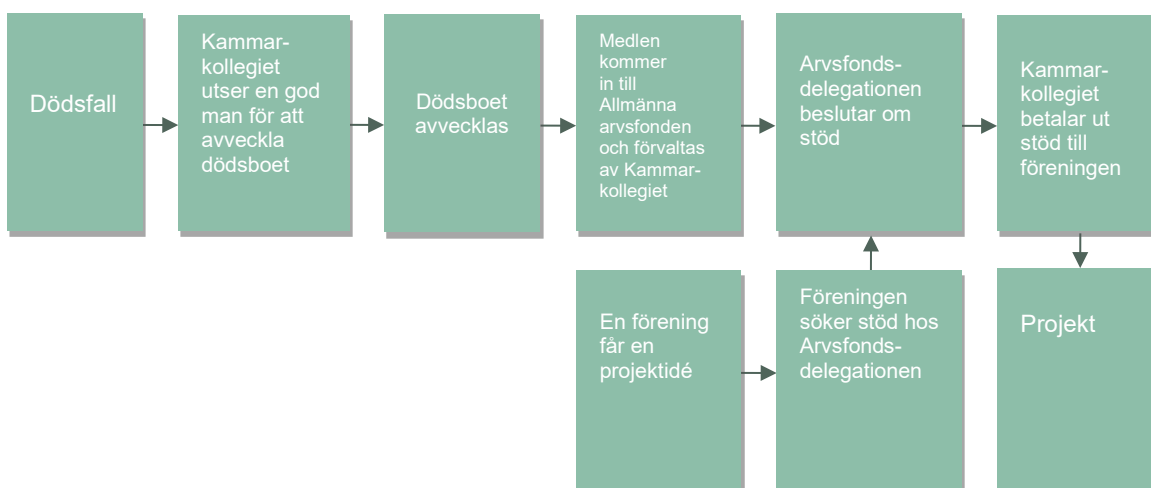 Dödsfall
Kammar-
kollegiet
utser en god
man för att
avveckla
dödsboet
Dödsboet
avvecklas
Medlen
kommer
in till
Allmänna
arvsfonden
och förvaltas
av Kammar-
kollegiet
Arvsfonds-
delegationen
beslutar om
stöd
Kammar-
kollegiet
betalar ut
stöd till
föreningen
En förening
får en
projektidé
Föreningen
söker stöd hos
Arvsfonds-
delegationen
Projekt